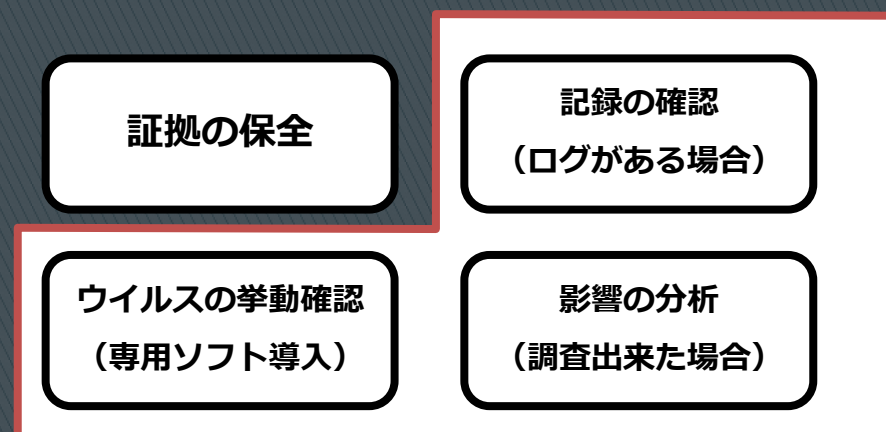 証拠の保全
記録の確認
（ログがある場合）
ウイルスの挙動確認
（専用ソフト導入）
影響の分析
（調査出来た場合）